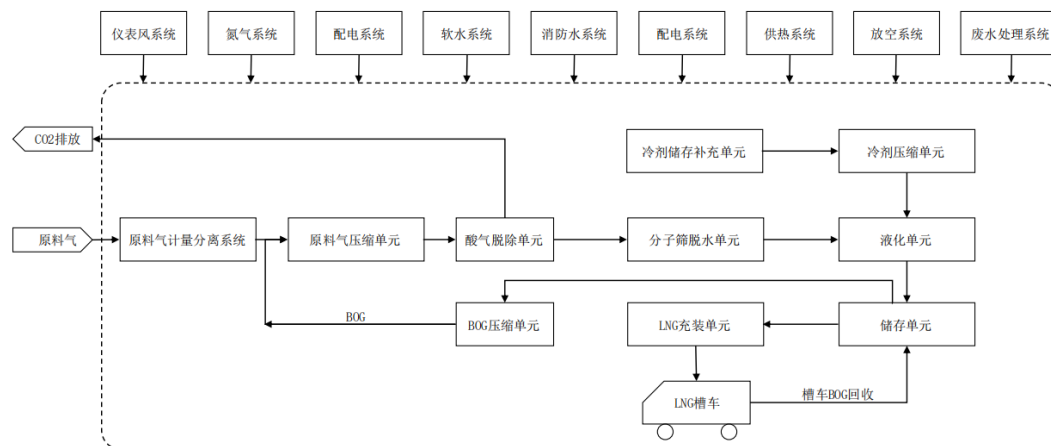 仪表风系统
氮气系统
配电系统
软水系统
消防水系统
配电系统
供热系统
放空系统
废水处理系统
CO2排放
冷剂储存补充单元
冷剂压缩单元
原料气
原料气计量分离系统
原料气压缩单元
酸气脱除单元
分子筛脱水单元
液化单元
BOG
BOG压缩单元
LNG充装单元
储存单元
LNG槽车
槽车BOG回收